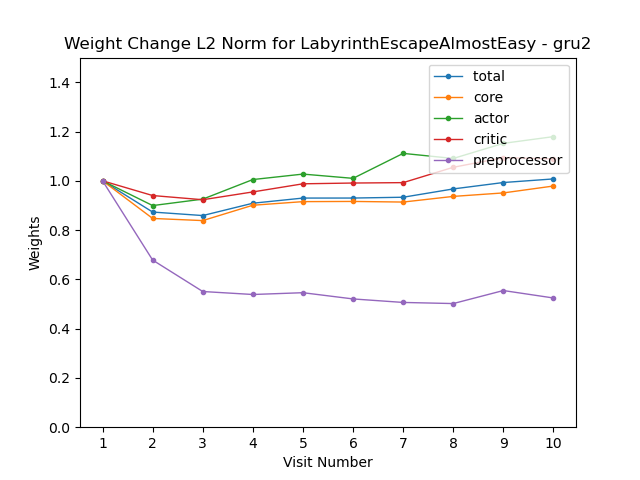 Weight Change L2 Norm for LabyrinthEscapeAlmostEasy - gru2
total
core
actor
critic
preprocessor
1.4
1.2
1.0
0.8
0.6
0.4
0.2
0.0
Weights
1 2 3 4 5 6 7 8 9 10
Visit Number